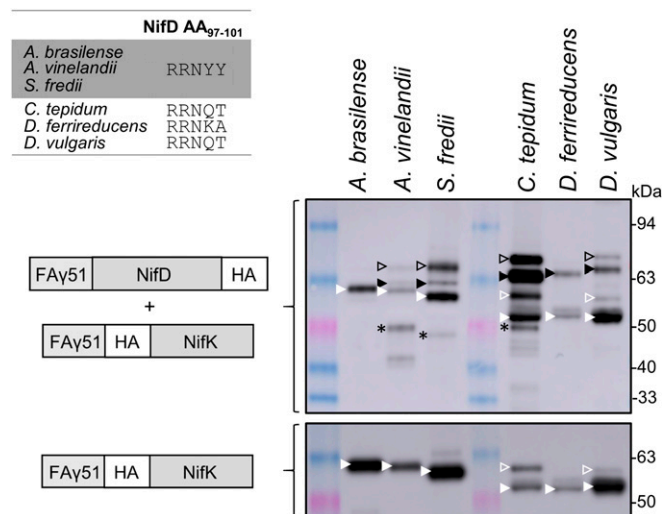 NifD AA97-101
A. brasilense
A. vinelandii RRNYY
S. fredii
C. tepidum RRNQT
D. ferrireducens RRNKA
D. vulgaris RRNQT
A. brasilense
A. vinelandii
S. fredii
C. tepidum
D. ferrireducens
D. vulgaris
kDa
-94
FAγ51 NifD HA
-63
+
*
*
*
-50
FAγ51 HA NifK
-40
-33
FAγ51 HA NifK
-63
-50